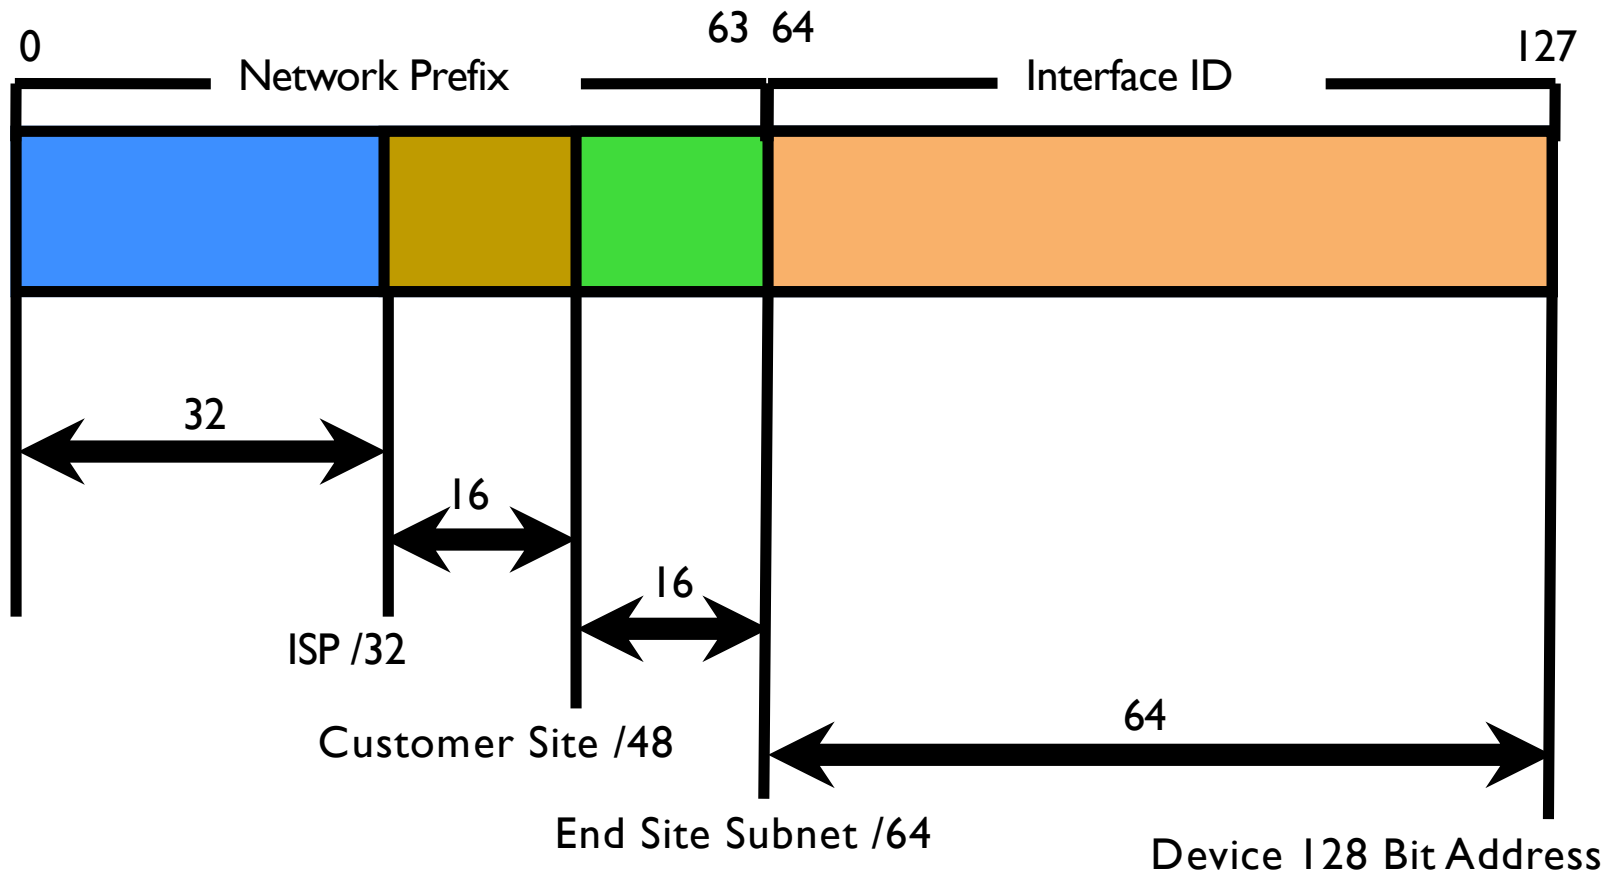 0
63 64
127
Network Prefix
Interface ID
32
16
16
ISP /32
64
Customer Site /48
End Site Subnet /64
Device 128 Bit Address